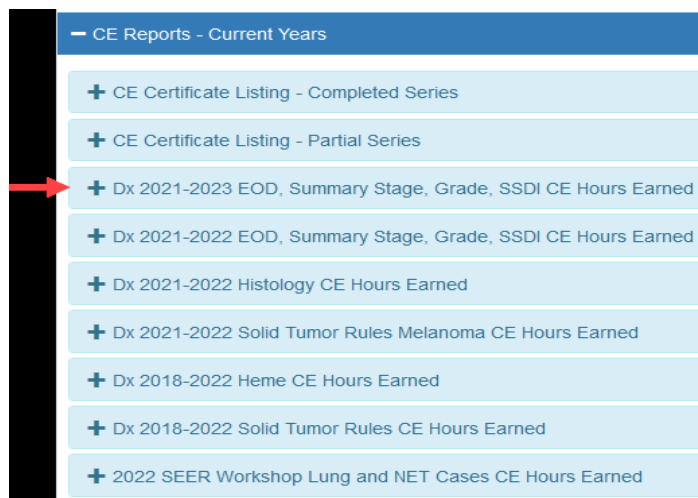 CE Reports - Current Years
CE Certificate Listing - Completed Series
CE Certificate Listing - Partial Series
Dx 2021-2023 EOD, Summary Stage, Grade, SSDI CE Hours Earned
Dx 2021-2022 EOD, Summary Stage, Grade, SSDI CE Hours Earned
Dx 2021-2022 Histology CE Hours Earned
Dx 2021-2022 Solid Tumor Rules Melanoma CE Hours Earned
Dx 2018-2022 Heme CE Hours Earned
Dx 2018-2022 Solid Tumor Rules CE Hours Earned
2022 SEER Workshop Lung and NET Cases CE Hours Earned